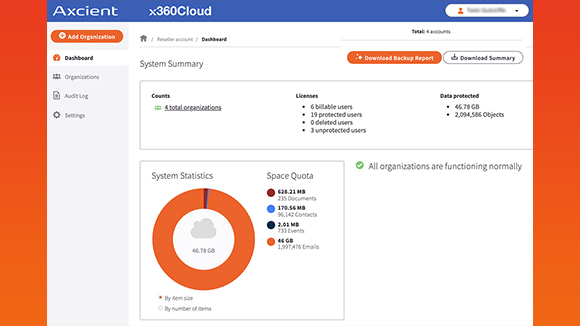 Axcient x360Cloud
Add Organization
Dashboard
Organizations
Audit Log
Settings
/ Reseller account / Dashboard
Total: 4 accounts
Download Backup Report
Download Summary
System Summary
Counts
4 total organizations
Licenses
• 6 billable users
• 19 protected users
• 0 deleted users
• 3 unprotected users
Data protected
• 46.78 GB
• 2,094,586 Objects
System Statistics
46.78 GB
By item size
By number of items
Space Quota
628.21 MB
235 Documents
170.56 MB
96,142 Contacts
2.01 MB
733 Events
46 GB
1,997,476 Emails
All organizations are functioning normally